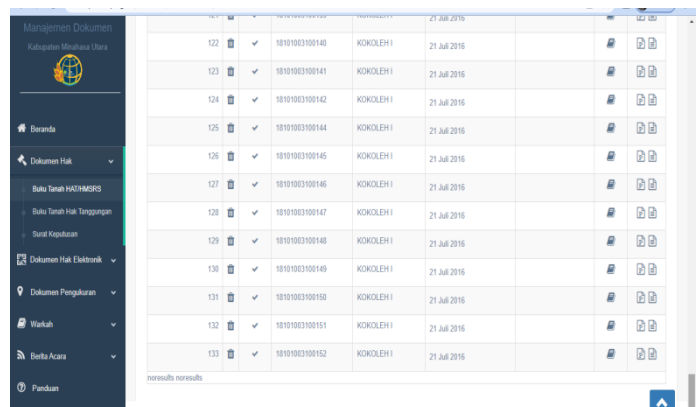 Manajemen Dokumen
Kabupaten Minahasa Utara
Beranda
Dokumen Hak
Buku Tanah HAT/HMSRS
Buku Tanah Hak Tanggungan
Surat Keputusan
Dokumen Hak Elektronik
Dokumen Pengukuran
Warkah
Berita Acara
Panduan
21 Juli 2016
122 18101003100140 KOKOLEH I 21 Juli 2016
123 18101003100141 KOKOLEH I 21 Juli 2016
124 18101003100142 KOKOLEH I 21 Juli 2016
125 18101003100144 KOKOLEH I 21 Juli 2016
126 18101003100145 KOKOLEH I 21 Juli 2016
127 18101003100146 KOKOLEH I 21 Juli 2016
128 18101003100147 KOKOLEH I 21 Juli 2016
129 18101003100148 KOKOLEH I 21 Juli 2016
130 18101003100149 KOKOLEH I 21 Juli 2016
131 18101003100150 KOKOLEH I 21 Juli 2016
132 18101003100151 KOKOLEH I 21 Juli 2016
133 18101003100152 KOKOLEH I 21 Juli 2016
noresults noresults